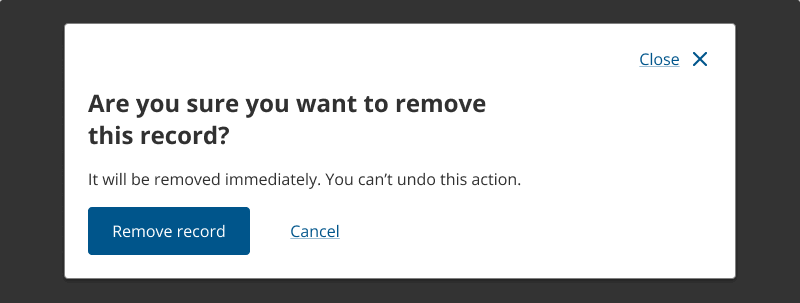 Close
Are you sure you want to remove
this record?
It will be removed immediately. You can’t undo this action.
Remove record
Cancel